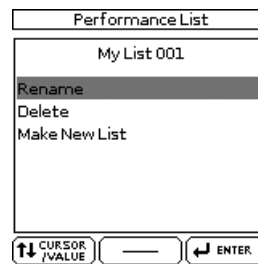 Performance List
My List 001
Rename
Delete
Make New List
CURSOR
/VALUE
ENTER